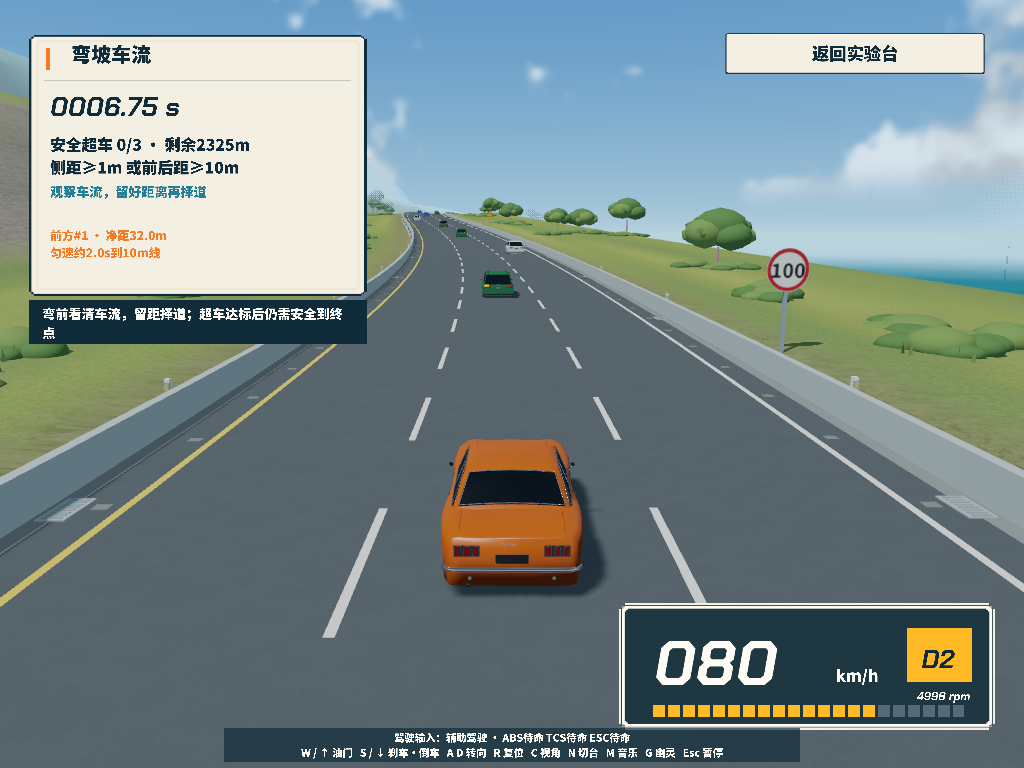 弯坡车流
返回实验台
0006.75 s
安全超车 0/3 · 剩余2325m
侧距≥1m 或前后距≥10m
观察车流，留好距离再择道
前方#1 · 净距32.0m
匀速约2.0s到10m线
弯前看清车流，留距择道；超车达标后仍需安全到终
点
100
080 km/h D2
4996 rpm
驾驶输入：辅助驾驶 · ABS待命 TCS待命 ESC待命
W / ↑ 油门 S / ↓ 刹车·倒车 A D 转向 R 复位 C 视角 N 切台 M 音乐 G 幽灵 Esc 暂停